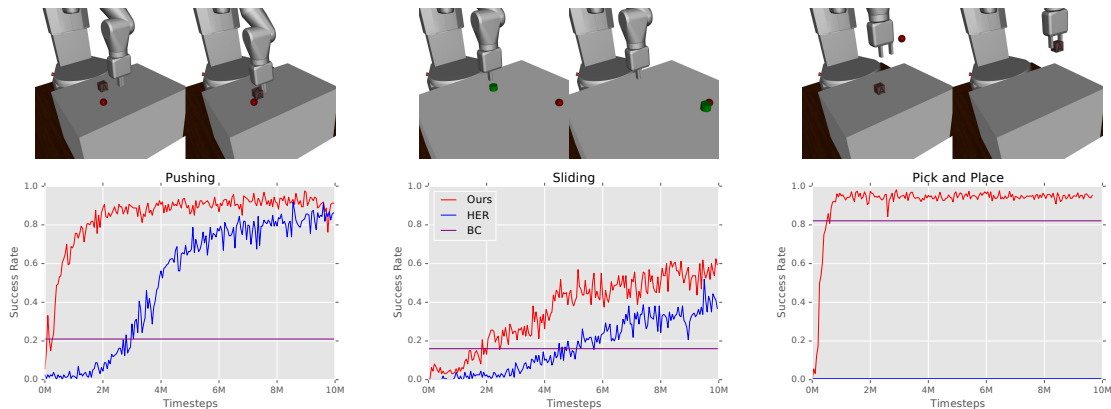 Pushing
1.0
0.8
0.6
0.4
0.2
0.0
Success Rate
0M
2M
4M
6M
8M
10M
Timesteps
Sliding
Ours
HER
BC
1.0
0.8
0.6
0.4
0.2
0.0
Success Rate
0M
2M
4M
6M
8M
10M
Timesteps
Pick and Place
1.0
0.8
0.6
0.4
0.2
0.0
Success Rate
0M
2M
4M
6M
8M
10M
Timesteps